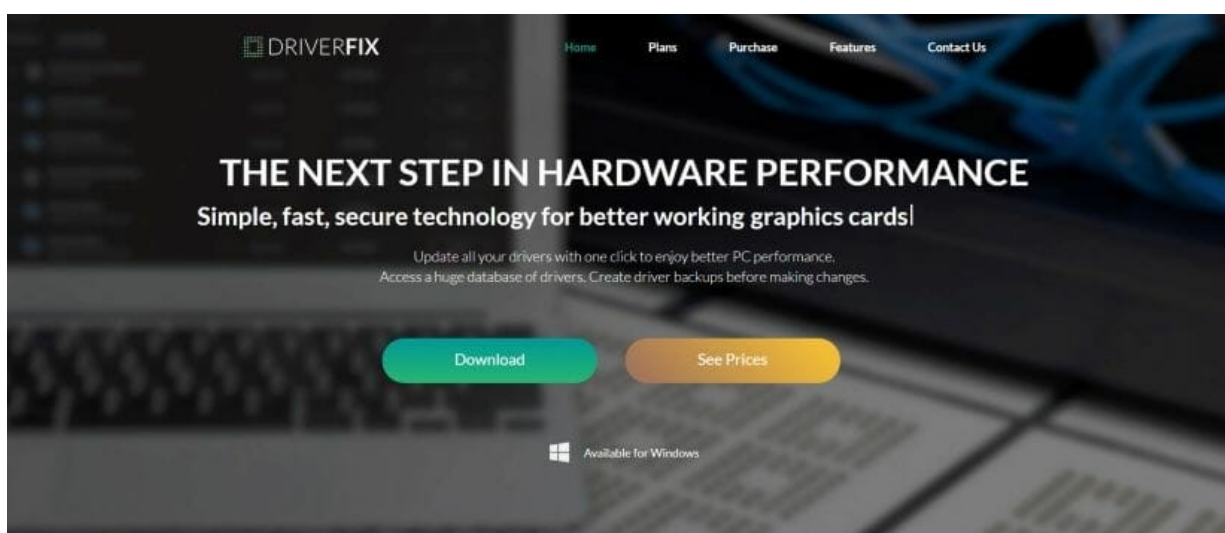 DRIVERFIX
Home Plans Purchase Features Contact Us
THE NEXT STEP IN HARDWARE PERFORMANCE
Simple, fast, secure technology for better working graphics cards
Update all your drivers with one click to enjoy better PC performance.
Access a huge database of drivers. Create driver backups before making changes.
Download See Prices
Available for Windows